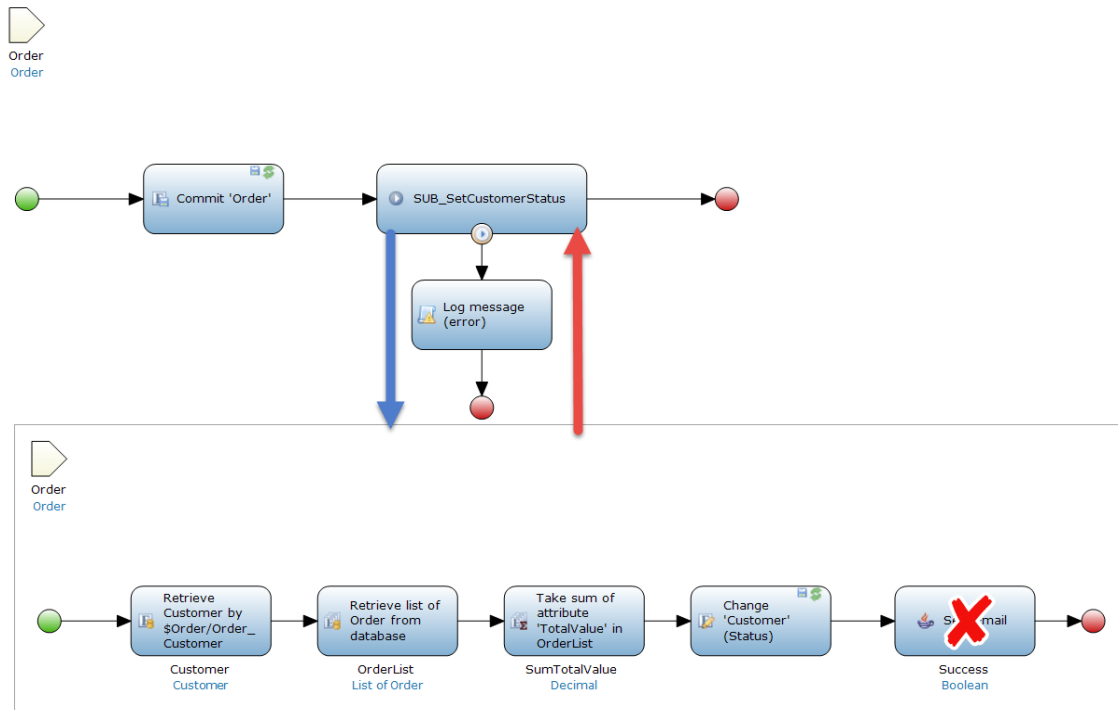 Order
Order
Commit 'Order'
SUB_SetCustomerStatus
Log message
(error)
Order
Order
Retrieve
Customer by
$Order/Order_
Customer
Retrieve list of
Order from
database
Take sum of
attribute
'TotalValue' in
OrderList
Change
'Customer'
(Status)
Customer
Customer
OrderList
List of Order
SumTotalValue
Decimal
Success
Boolean